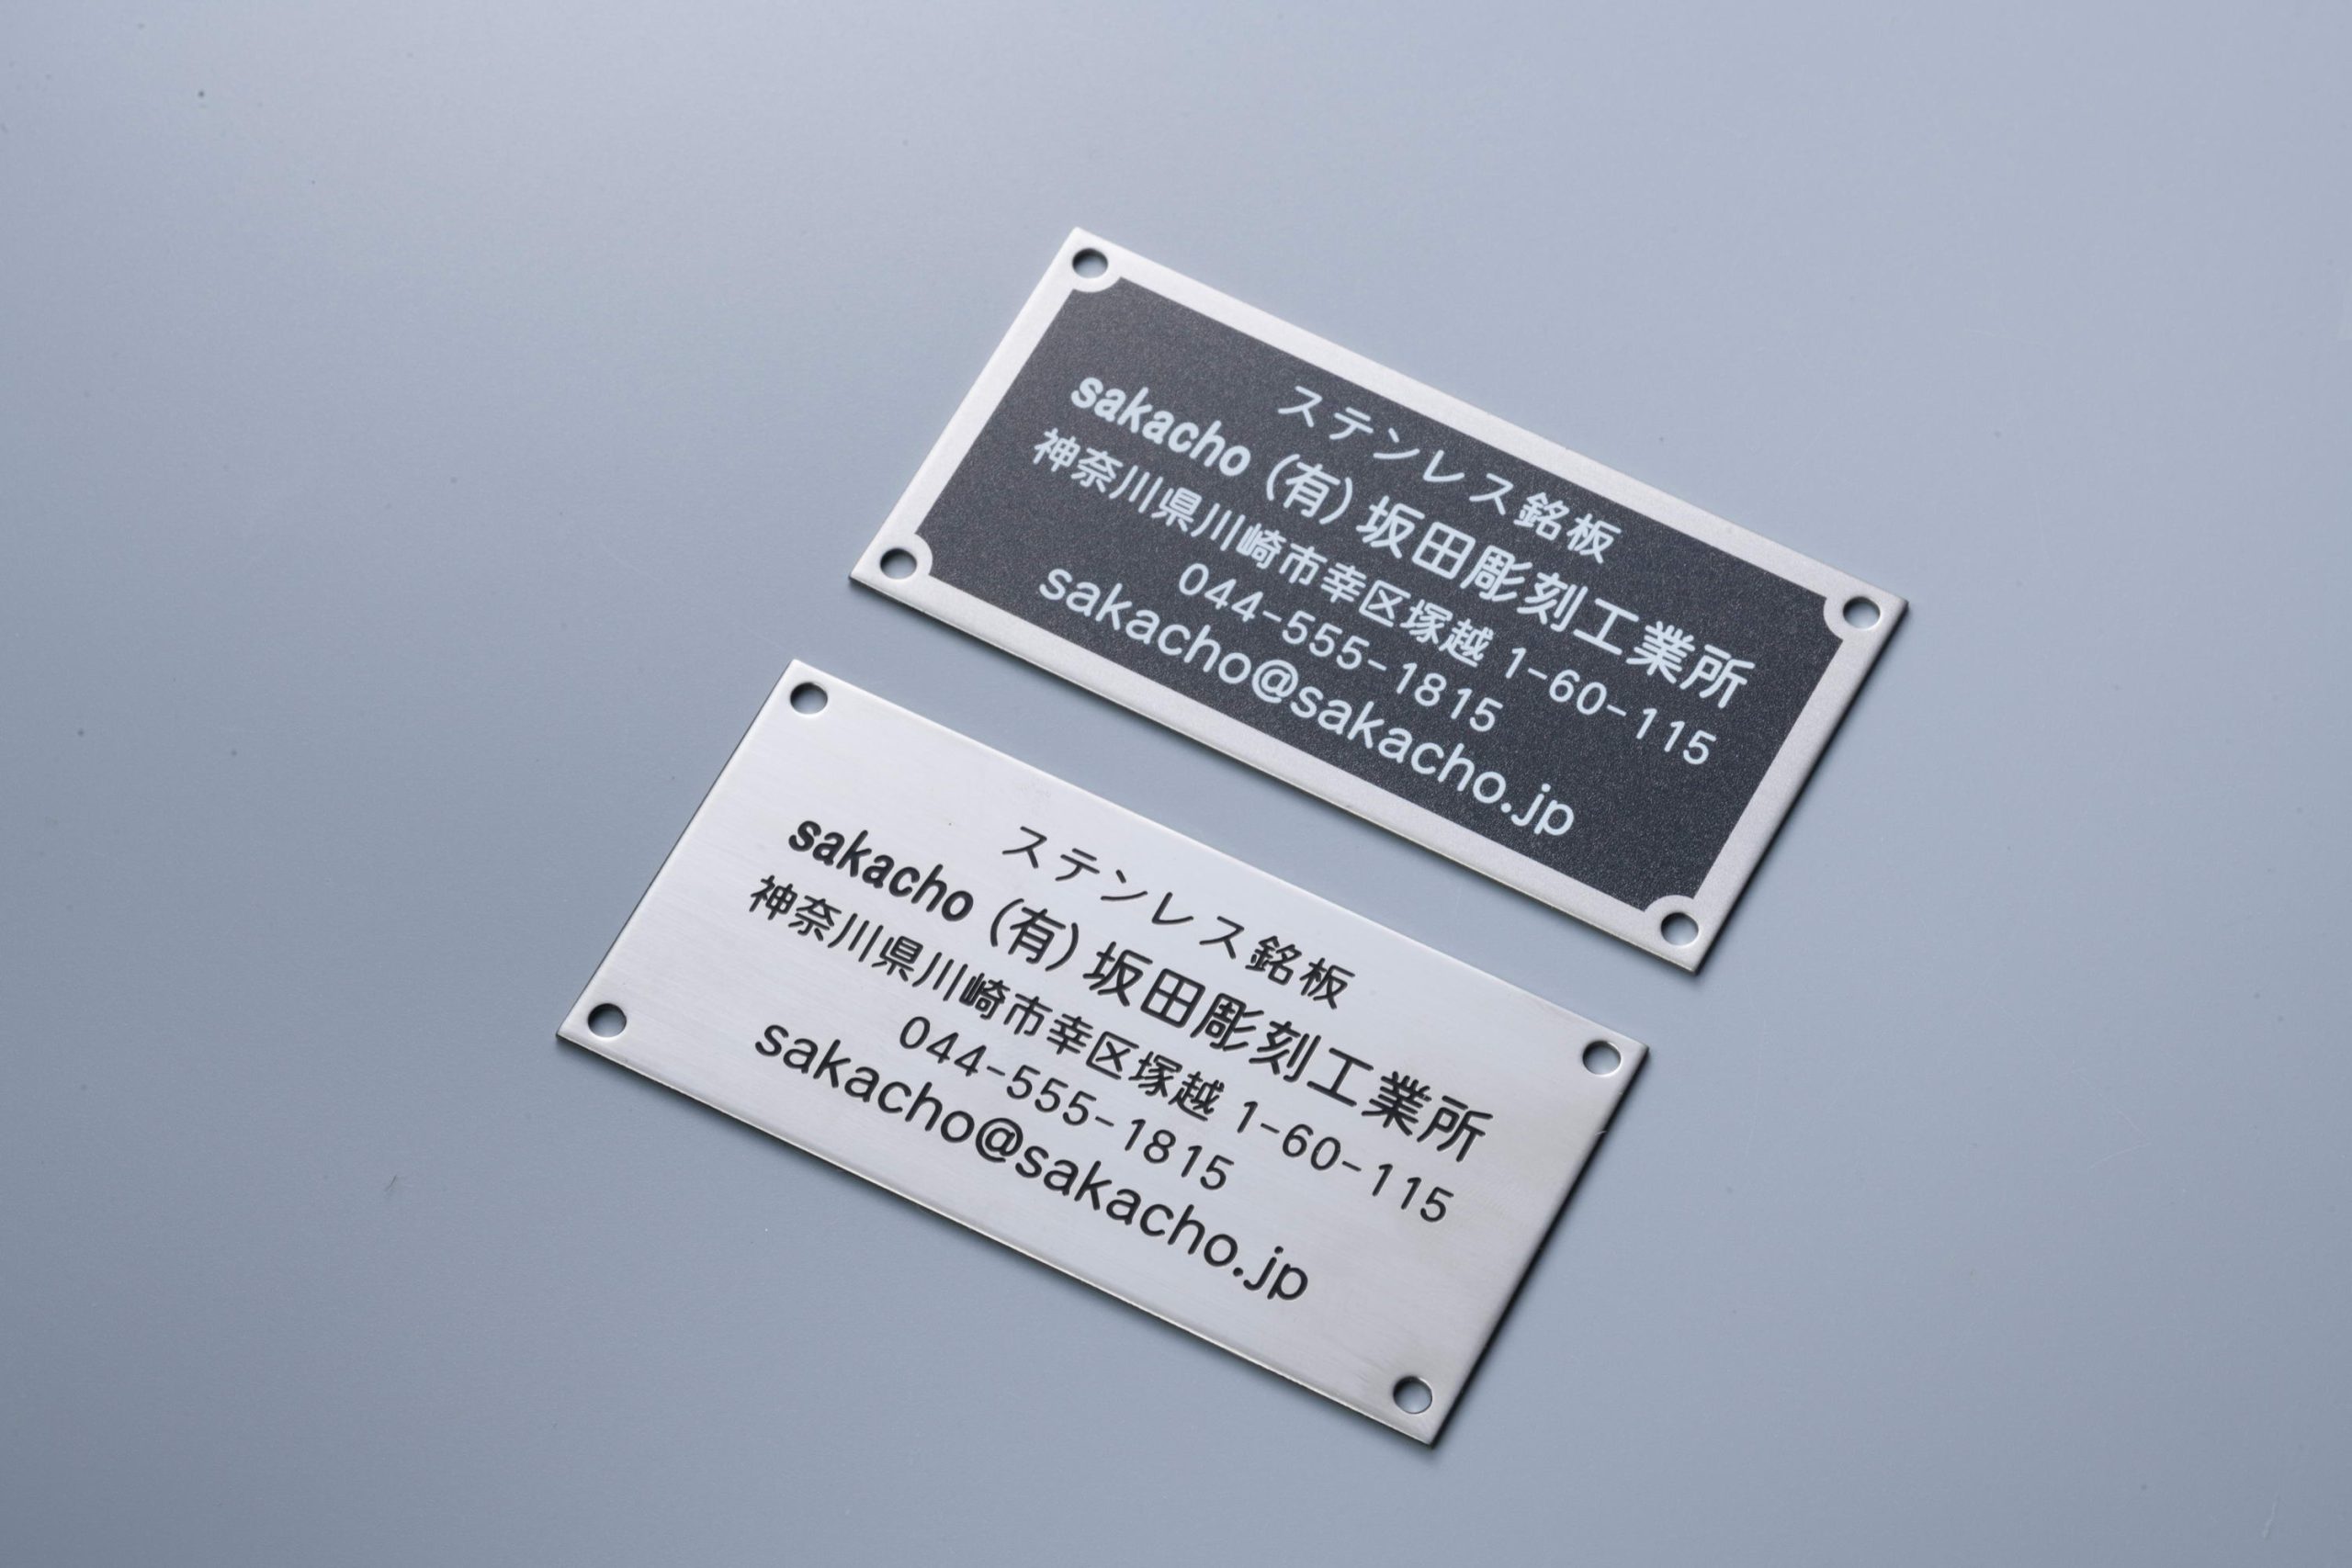 ステンレス銘板
sakacho (有) 坂田彫刻工業所
神奈川県川崎市幸区塚越 1-60-115
044-555-1815
sakacho@sakacho.jp
ステンレス銘板
sakacho (有) 坂田彫刻工業所
神奈川県川崎市幸区塚越 1-60-115
044-555-1815
sakacho@sakacho.jp